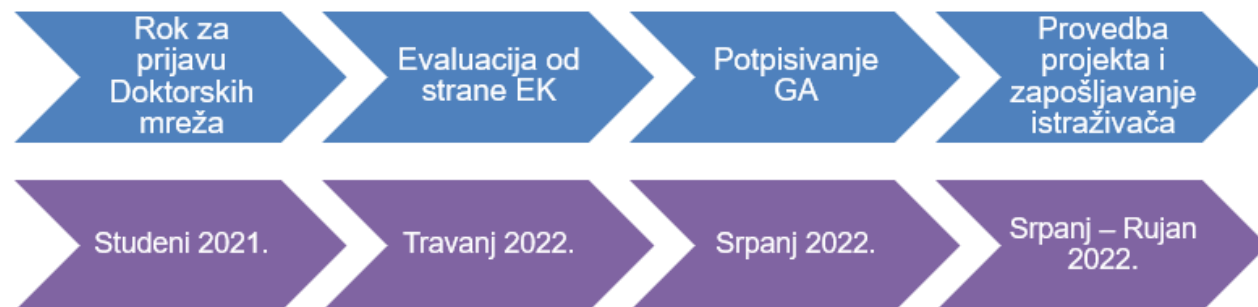 Rok za
prijavu
Doktorskih
mreža
Evaluacija od
strane EK
Potpisivanje
GA
Provedba
projekta i
zapošljavanje
istraživača
Studeni 2021.
Travanj 2022.
Srpanj 2022.
Srpanj – Rujan
2022.